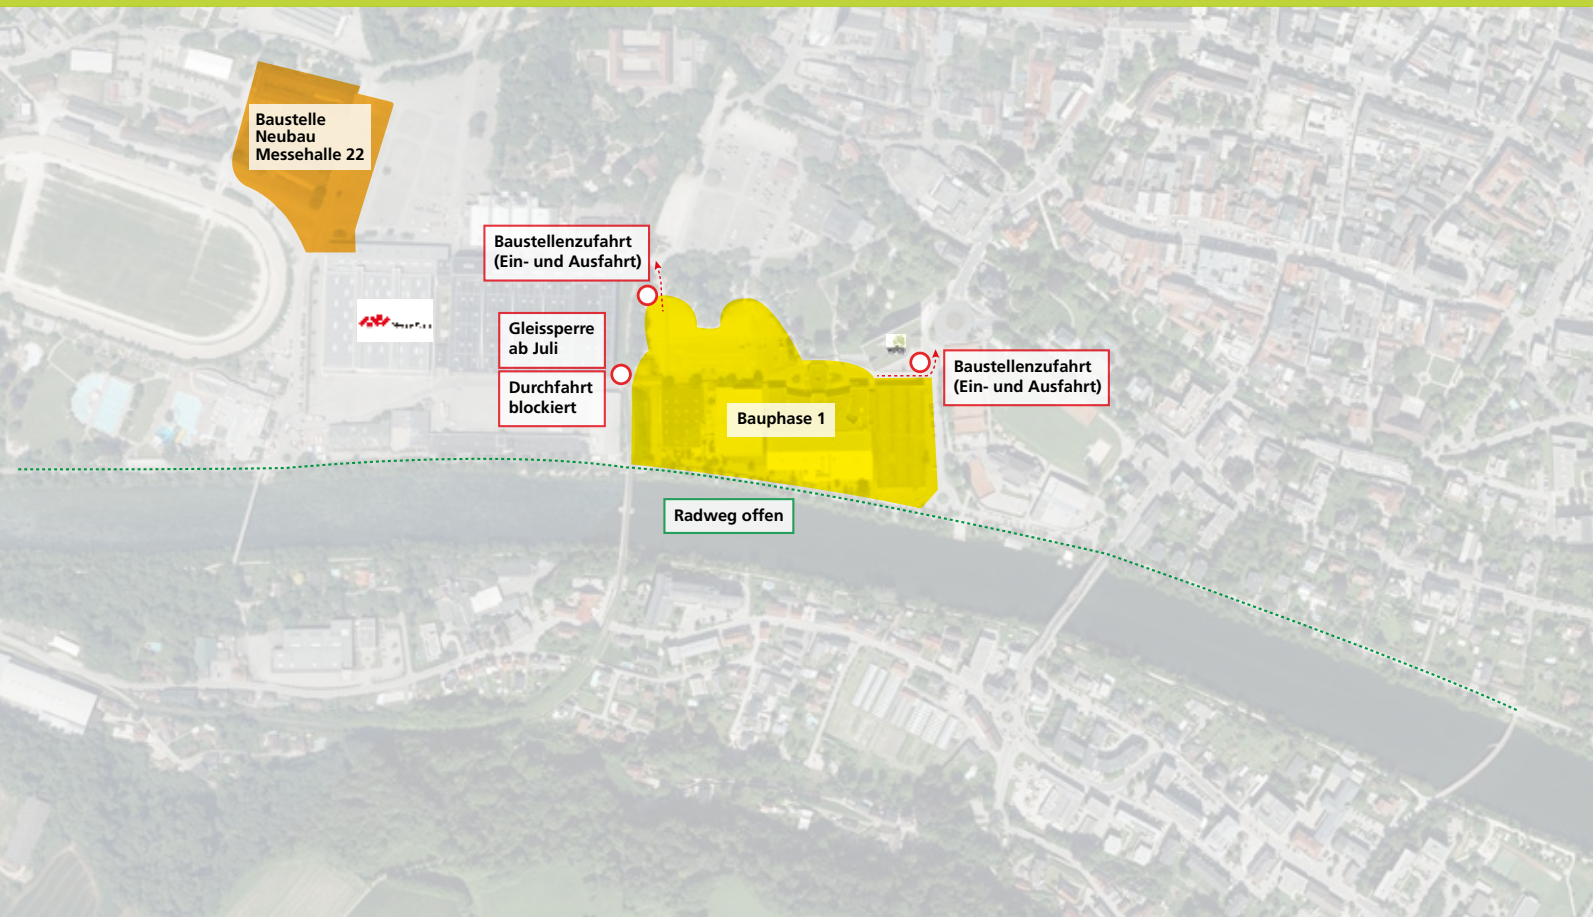 Baustelle
Neubau
Messehalle 22
Baustellenzufahrt
(Ein- und Ausfahrt)
Gleissperre
ab Juli
Durchfahrt
blockiert
Baustellenzufahrt
(Ein- und Ausfahrt)
Bauphase 1
Radweg offen